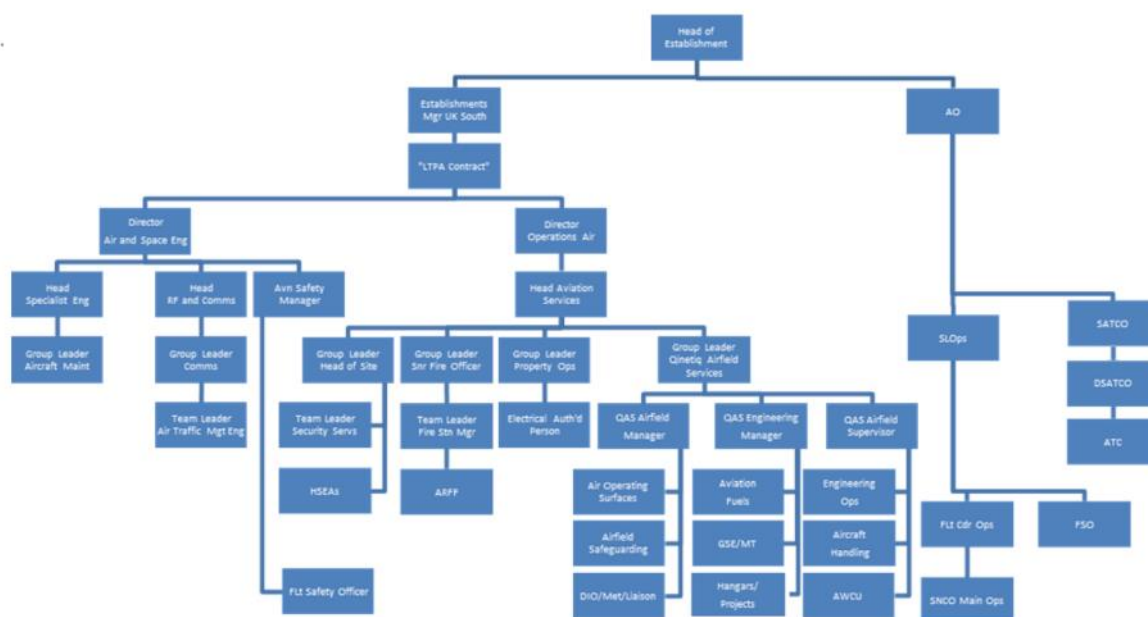 Head of
Establishment
Establishments
Mgr UK South
AO
"LTPA Contract"
Director
Air and Space Eng
Director
Operations Air
Head
Specialist Eng
Head
RF and Comms
Avn Safety
Manager
Head Aviation
Services
SLOps
SATCO
Group Leader
Aircraft Maint
Group Leader
Comms
Group Leader
Head of Site
Group Leader
Snr Fire Officer
Group Leader
Property Ops
Group Leader
Qinetiq Airfield
Services
DSATCO
Team Leader
Air Traffic Mgt Eng
Team Leader
Security Servs
Team Leader
Fire Stn Mgr
Electrical Auth'd
Person
QAS Airfield
Manager
QAS Engineering
Manager
QAS Airfield
Supervisor
ATC
HSEAs
ARFF
Air Operating
Surfaces
Aviation
Fuels
Engineering
Ops
Flt Cdr Ops
FSO
Airfield
Safeguarding
GSE/MT
Aircraft
Handling
Flt Safety Officer
DIO/Met/Liaison
Hangars/
Projects
AWCU
SNCO Main Ops